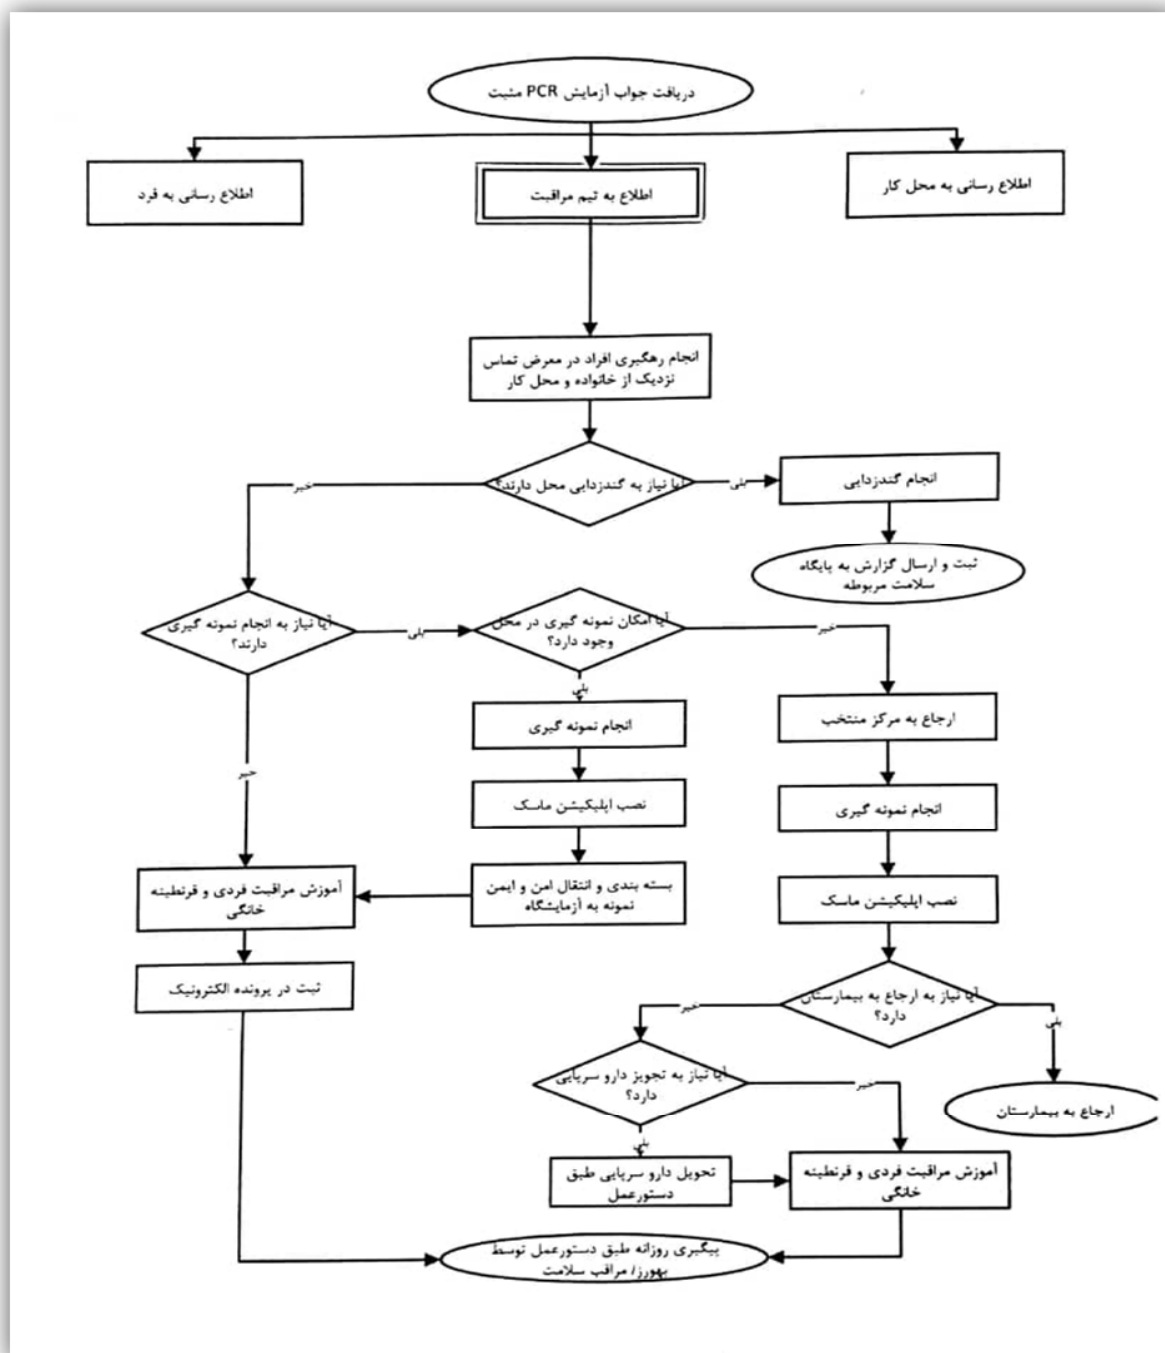 دریافت جواب آزمایش PCR مثبت
اطلاع رسانی به محل کار
اطلاع به تیم مراقبت
اطلاع رسانی به فرد
انجام رهگیری افراد در معرض تماس
نزدیک از خانواده و محل کار
آیا نیاز به گندزدایی محل دارند؟
بلی
خیر
انجام گندزدایی
ثبت و ارسال گزارش به پایگاه
سلامت مربوطه
آیا نیاز به انجام نمونه گیری
دارند؟
بلی
آیا امکان نمونه گیری در محل
وجود دارد؟
خیر
بلی
خیر
ارجاع به مرکز منتخب
انجام نمونه گیری
نصب اپلیکیشن ماسک
انجام نمونه گیری
نصب اپلیکیشن ماسک
بسته بندی و انتقال امن و ایمن
نمونه به آزمایشگاه
آموزش مراقبت فردی و قرنطینه
خانگی
ثبت در پرونده الکترونیک
آیا نیاز به ارجاع به بیمارستان
دارد؟
بلی
خیر
ارجاع به بیمارستان
آیا نیاز به تجویز دارو سرپایی
دارد؟
خیر
بلی
تحویل دارو سرپایی طبق
دستورعمل
آموزش مراقبت فردی و قرنطینه
خانگی
پیگیری روزانه طبق دستورعمل توسط
بهورز/ مراقب سلامت